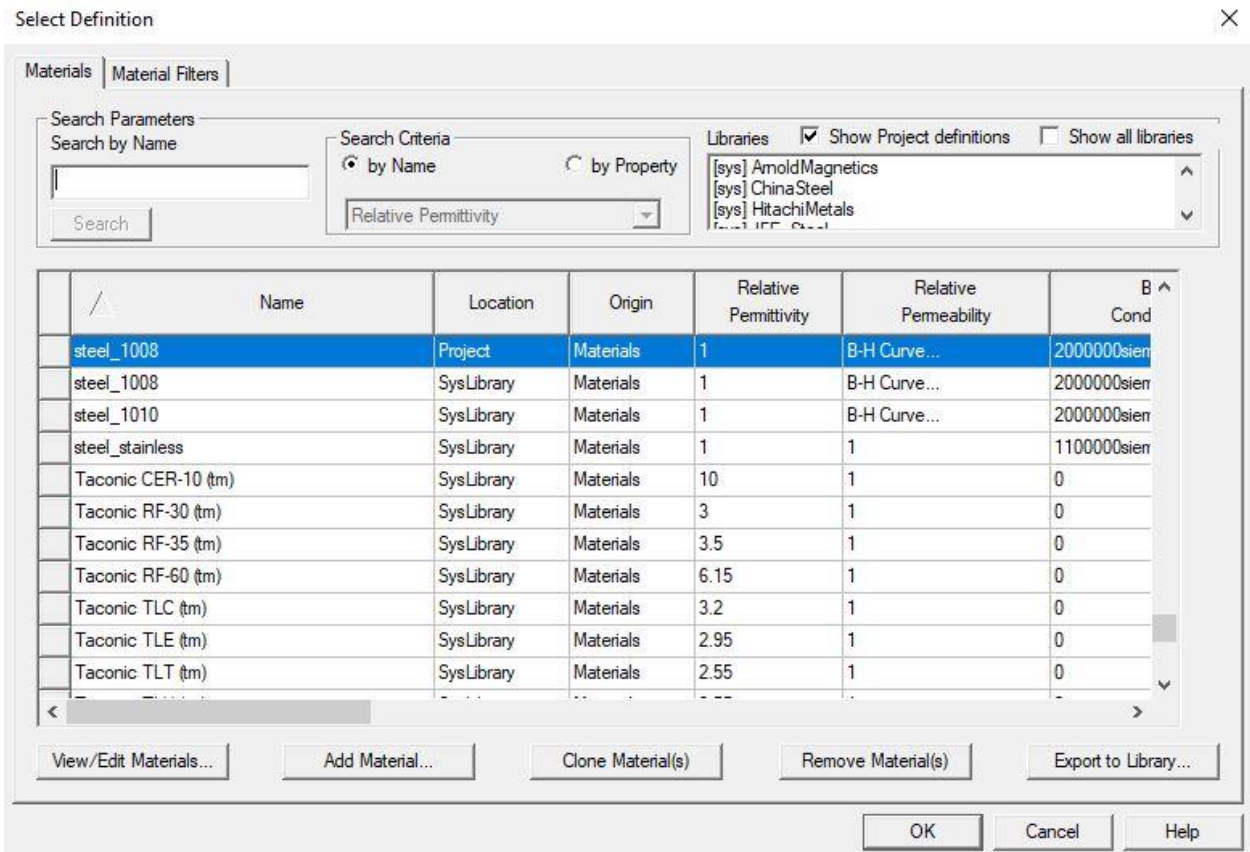 Select Definition
Materials
Material Filters
Search Parameters
Search by Name
Search
Search Criteria
by Name
by Property
Relative Permittivity
Libraries
Show Project definitions
Show all libraries
[sys] ArnoldMagnetics
[sys] ChinaSteel
[sys] HitachiMetals
Name Location Origin Relative Permittivity Relative Permeability B Cond
steel_1008 Project Materials 1 B-H Curve... 2000000siem
steel_1008 SysLibrary Materials 1 B-H Curve... 2000000siem
steel_1010 SysLibrary Materials 1 B-H Curve... 2000000siem
steel_stainless SysLibrary Materials 1 1 1100000siem
Taconic CER-10 (tm) SysLibrary Materials 10 1 0
Taconic RF-30 (tm) SysLibrary Materials 3 1 0
Taconic RF-35 (tm) SysLibrary Materials 3.5 1 0
Taconic RF-60 (tm) SysLibrary Materials 6.15 1 0
Taconic TLC (tm) SysLibrary Materials 3.2 1 0
Taconic TLE (tm) SysLibrary Materials 2.95 1 0
Taconic TLT (tm) SysLibrary Materials 2.55 1 0
View/Edit Materials... Add Material... Clone Material(s) Remove Material(s) Export to Library...
OK Cancel Help